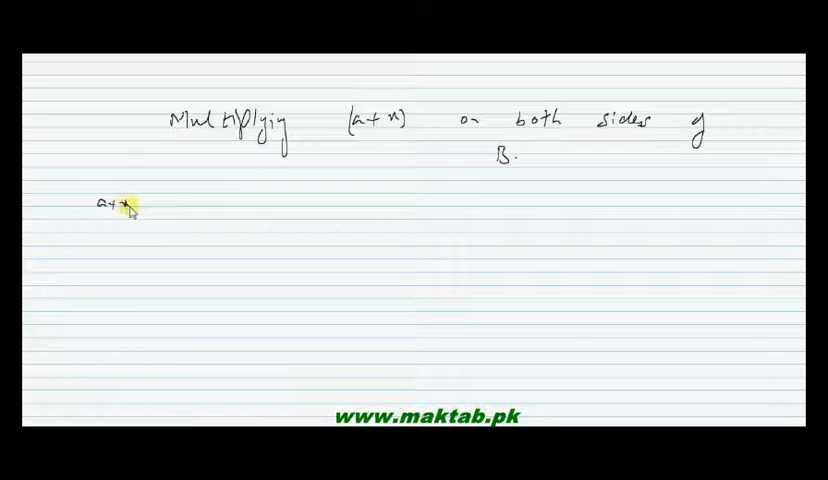 Multiplying (a+x) on both sides of
B.
a+x
www.maktab.pk